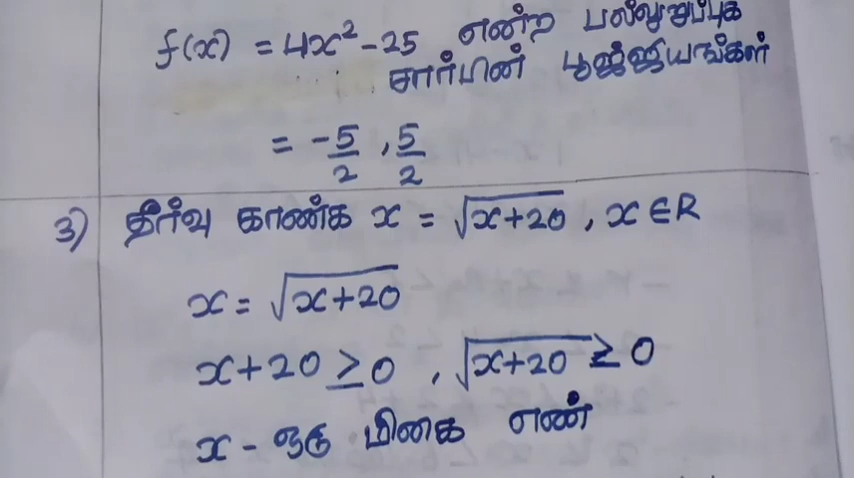 f(x) = 4x² - 25 என்ற பல்லுறுப்புக்
சார்பின் பூஜ்ஜியங்கள்
= -5/2 , 5/2
3) தீர்வு காண்க x = √(x+20) , x ∈ R
x = √(x+20)
x+20 ≥ 0 , √(x+20) ≥ 0
x - ஒரு மிகை எண்